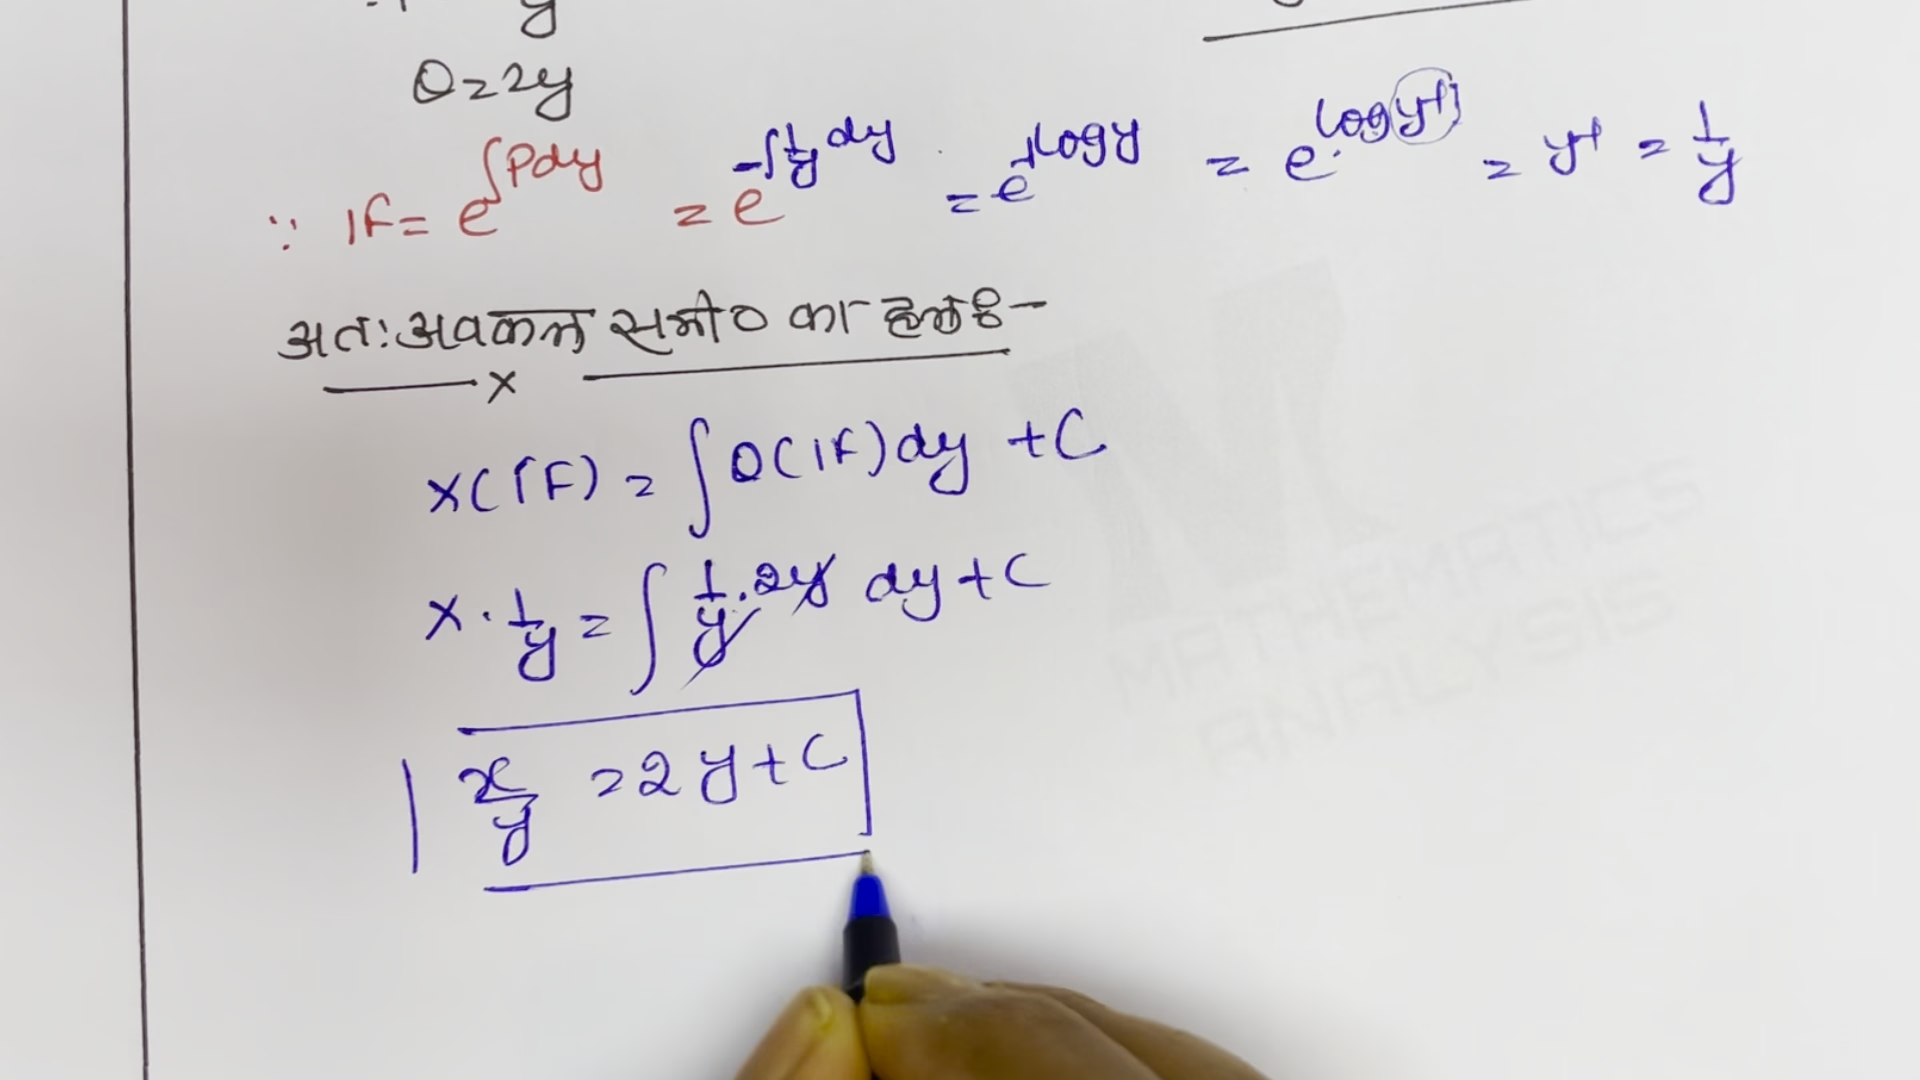 y
Q=2y
∵ IF = e^∫Pdy = e^-∫1/y dy = e^-logy = e^log(y^-1) = y^-1 = 1/y
अतः अवकल समी० का हल है-
x(IF) = ∫Q(IF)dy + C
x·1/y = ∫1/y·2y dy + C
x/y = 2y + C
MATHEMATICS
ANALYSIS